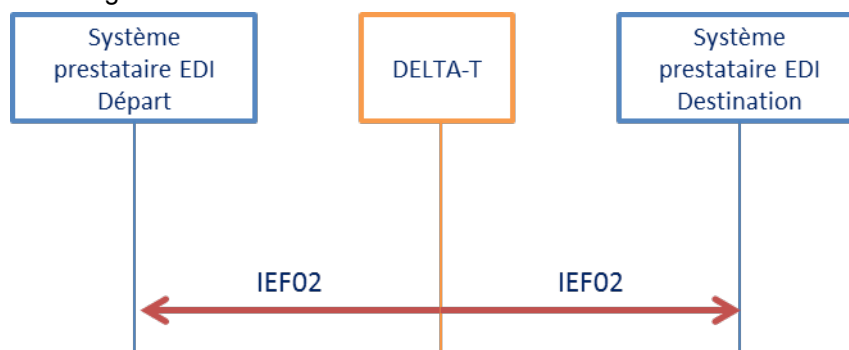 Système
prestataire EDI
Départ
DELTA-T
Système
prestataire EDI
Destination
IEF02
IEF02